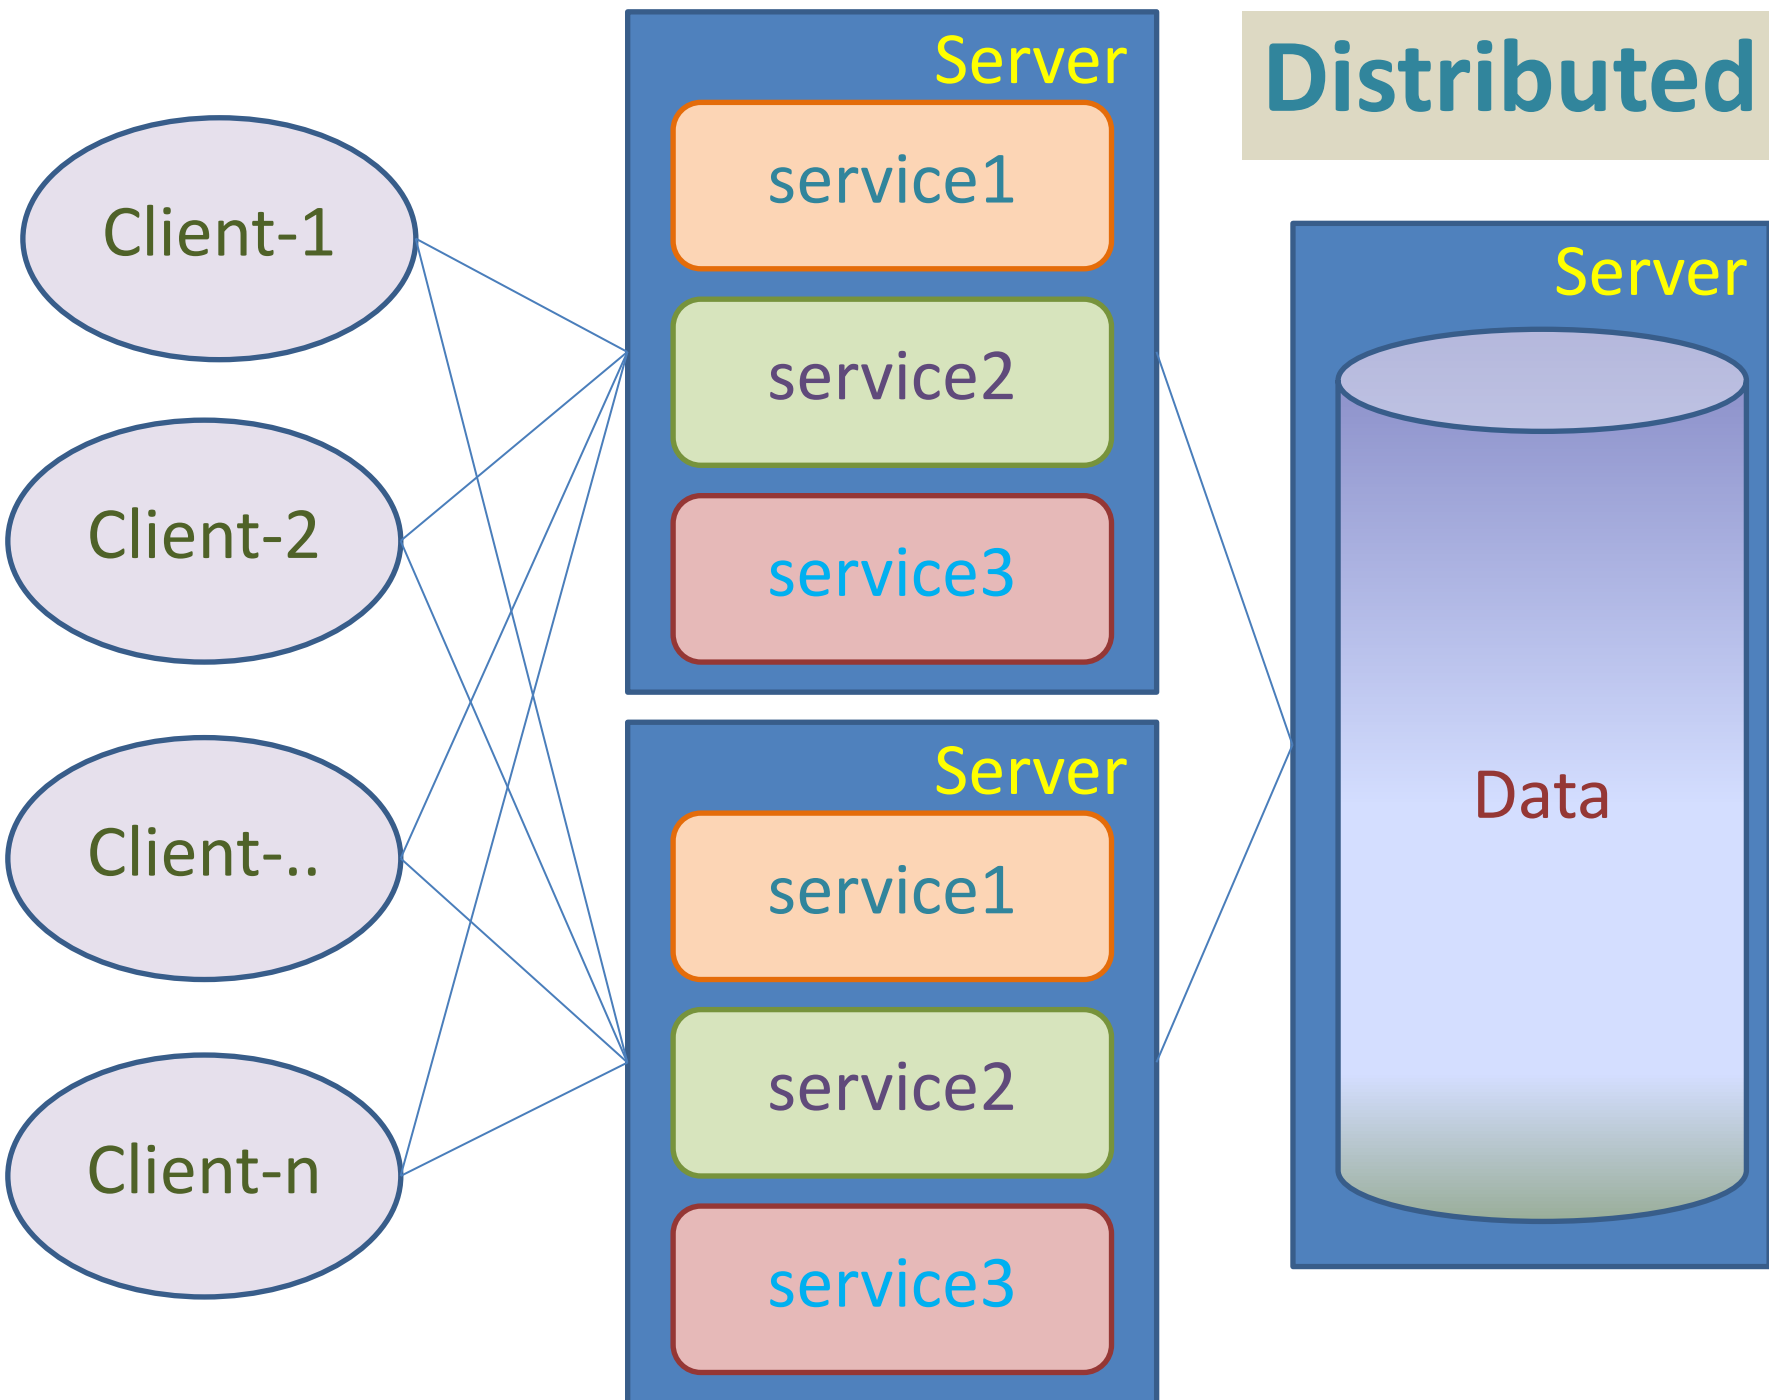 Distributed
Client-1
Client-2
Client-..
Client-n
Server
service1
service2
service3
Server
service1
service2
service3
Server
Data